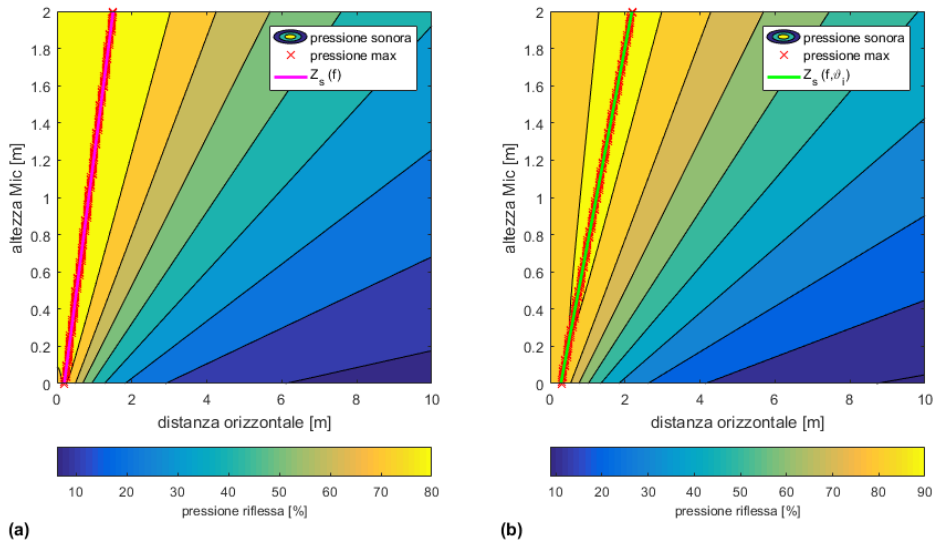 2
1.8
1.6
1.4
1.2
1
0.8
0.6
0.4
0.2
0
altezza Mic [m]
0 2 4 6 8 10
distanza orizzontale [m]
pressione sonora
pressione max
Z_s (f)
10 20 30 40 50 60 70 80
pressione riflessa [%]
(a)
2
1.8
1.6
1.4
1.2
1
0.8
0.6
0.4
0.2
0
altezza Mic [m]
0 2 4 6 8 10
distanza orizzontale [m]
pressione sonora
pressione max
Z_s (f,ϑ_i)
10 20 30 40 50 60 70 80 90
pressione riflessa [%]
(b)